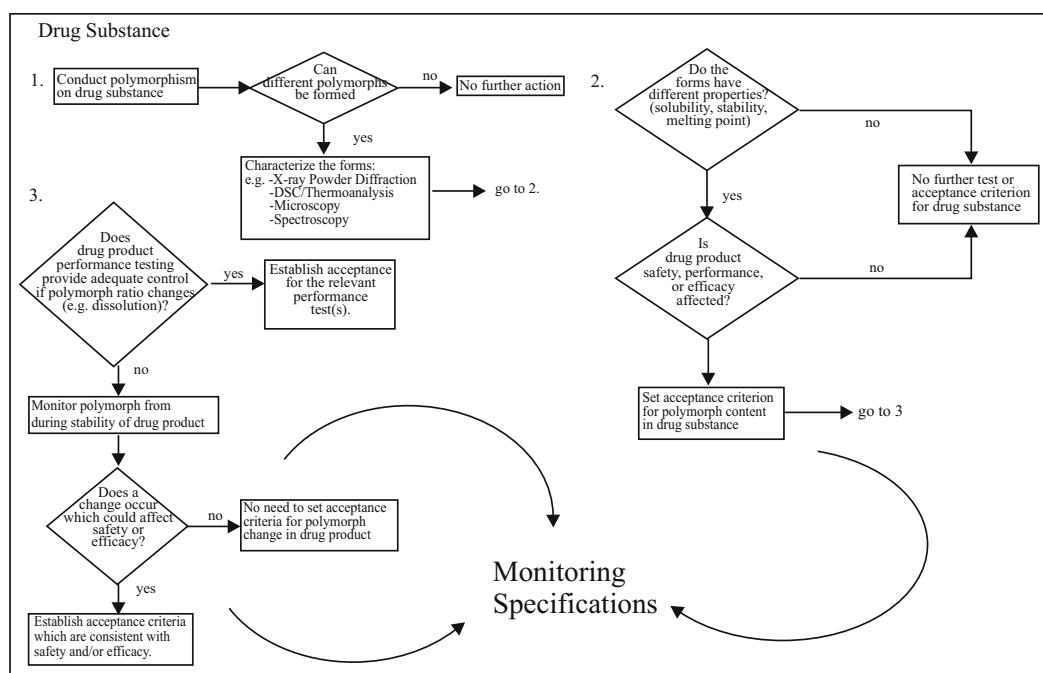 Drug Substance
1.
Conduct polymorphism
on drug substance
Can
different polymorphs
be formed
no
No further action
yes
Characterize the forms:
e.g. -X-ray Powder Diffraction
-DSC/Thermoanalysis
-Microscopy
-Spectroscopy
go to 2.
2.
Do the
forms have
different properties?
(solubility, stability,
melting point)
no
No further test or
acceptance criterion
for drug substance
yes
Is
drug product
safety, performance,
or efficacy
affected?
no
Set acceptance criterion
for polymorph content
in drug substance
go to 3
3.
Does
drug product
performance testing
provide adequate control
if polymorph ratio changes
(e.g. dissolution)?
yes
Establish acceptance
for the relevant
performance
test(s).
no
Monitor polymorph from
during stability of drug product
Does a
change occur
which could affect
safety or
efficacy?
no
No need to set acceptance
criteria for polymorph
change in drug product
yes
Establish acceptance criteria
which are consistent with
safety and/or efficacy.
Monitoring
Specifications